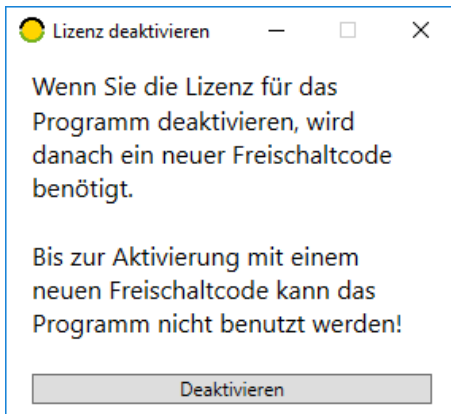 Lizenz deaktivieren
Wenn Sie die Lizenz für das
Programm deaktivieren, wird
danach ein neuer Freischaltcode
benötigt.
Bis zur Aktivierung mit einem
neuen Freischaltcode kann das
Programm nicht benutzt werden!
Deaktivieren